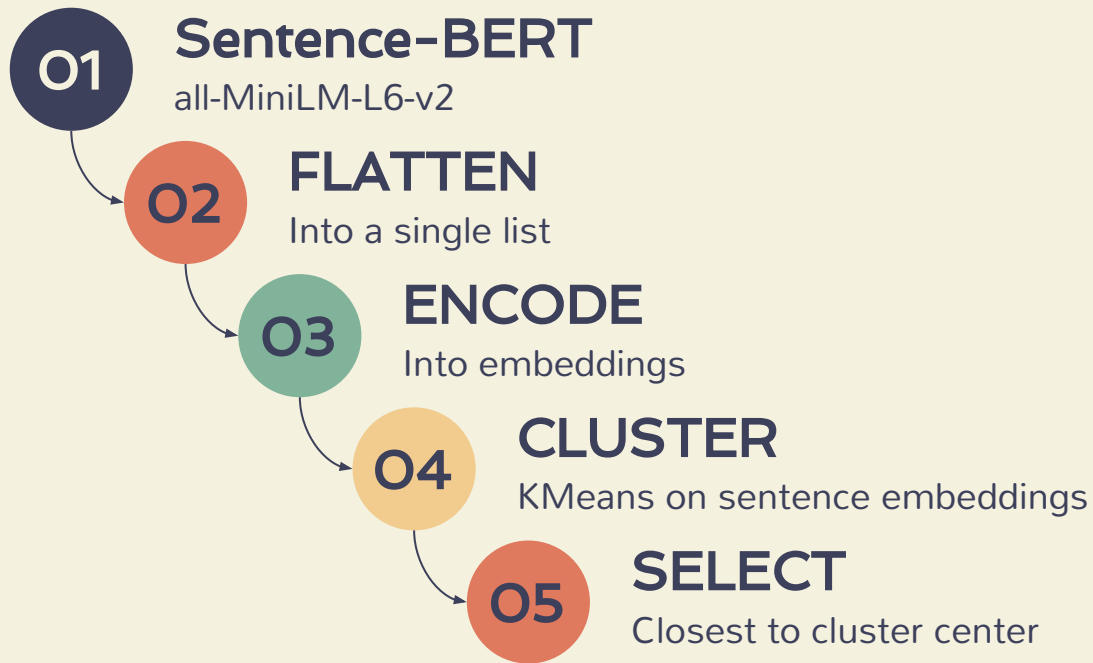 01
Sentence-BERT
all-MiniLM-L6-v2
02
FLATTEN
Into a single list
03
ENCODE
Into embeddings
04
CLUSTER
KMeans on sentence embeddings
05
SELECT
Closest to cluster center